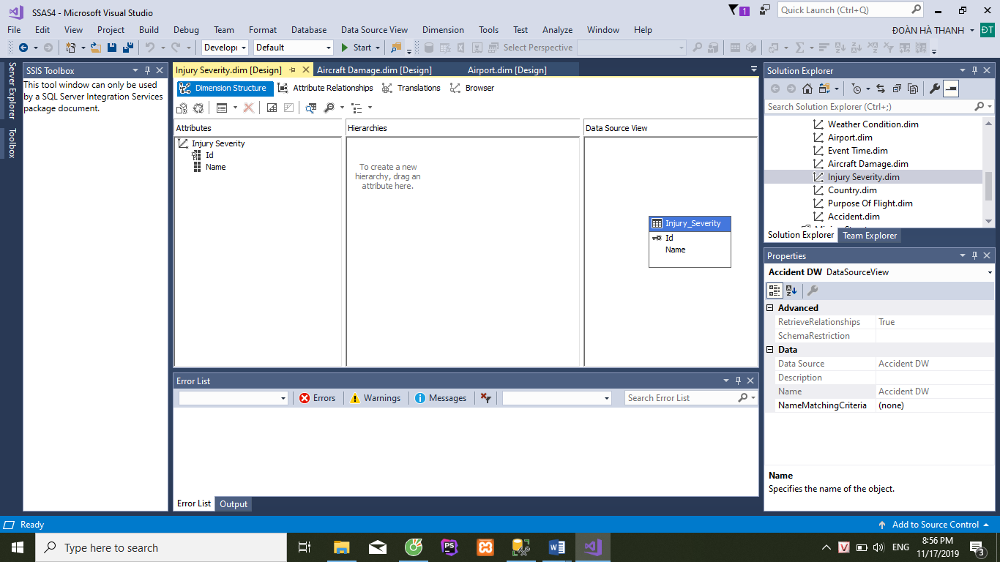 SSAS4 - Microsoft Visual Studio
1
Quick Launch (Ctrl+Q)
File Edit View Project Build Debug Team Format Database Data Source View Dimension Tools Test Analyze Window Help
ĐOÀN HÀ THANH ĐT
Develop Default Start Select Perspective
Server Explorer
Toolbox
SSIS Toolbox
This tool window can only be used
by a SQL Server Integration Services
package document.
Injury Severity.dim [Design] Aircraft Damage.dim [Design] Airport.dim [Design]
Dimension Structure Attribute Relationships Translations Browser
Attributes
Injury Severity
Id
Name
Hierarchies
To create a new
hierarchy, drag an
attribute here.
Data Source View
Injury_Severity
Id
Name
Error List
Errors Warnings Messages Search Error List
Error List Output
Solution Explorer
Search Solution Explorer (Ctrl+;)
Weather Condition.dim
Airport.dim
Event Time.dim
Aircraft Damage.dim
Injury Severity.dim
Country.dim
Purpose Of Flight.dim
Accident.dim
Solution Explorer Team Explorer
Properties
Accident DW DataSourceView
Advanced
RetrieveRelationships True
SchemaRestriction
Data
Data Source Accident DW
Description
Name Accident DW
NameMatchingCriteria (none)
Name
Specifies the name of the object.
Ready
Add to Source Control
Type here to search
PS
W
V
ENG
8:56 PM
11/17/2019
3